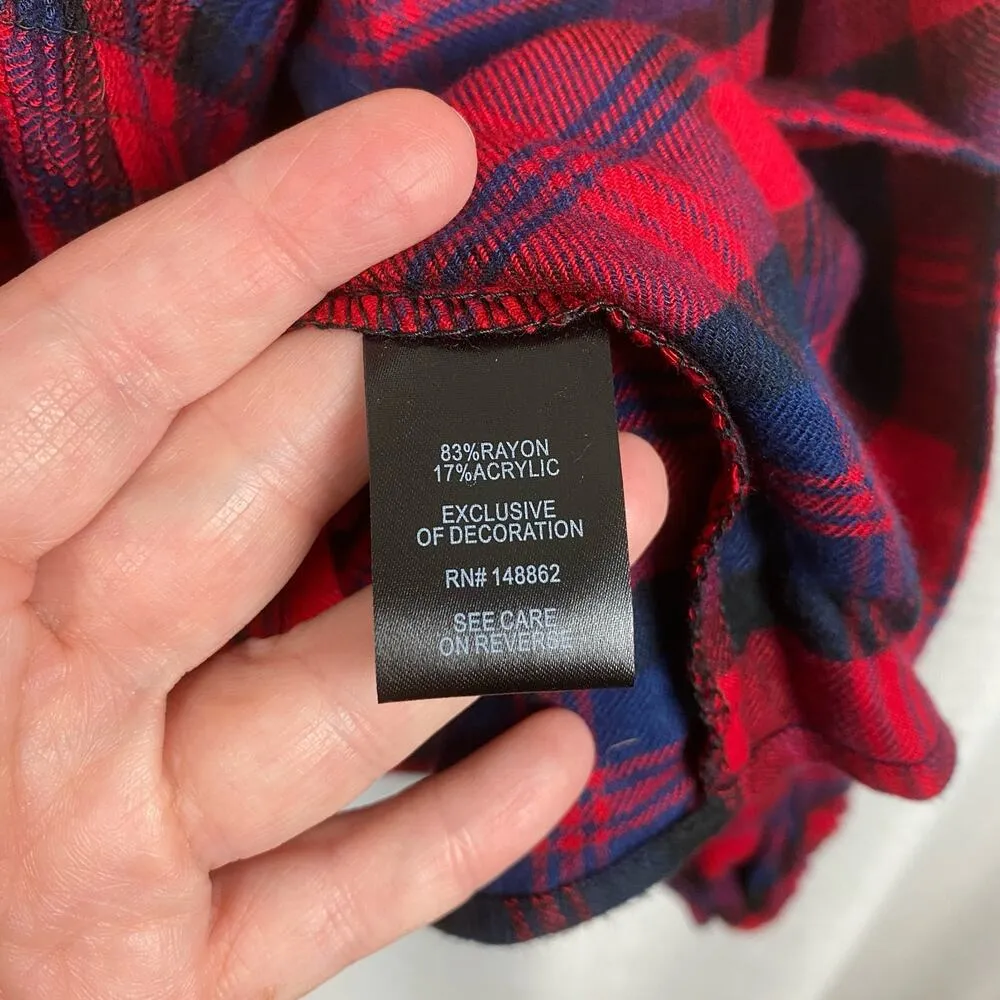 83%RAYON
17%ACRYLIC
EXCLUSIVE
OF DECORATION
RN# 148862
SEE CARE
ON REVERSE